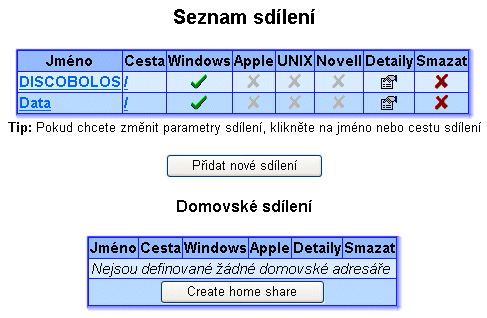 Seznam sdílení
Jméno Cesta Windows Apple UNIX Novell Detaily Smazat
DISCOBOLOS /
Data /
Tip: Pokud chcete změnit parametry sdílení, klikněte na jméno nebo cestu sdílení
Přidat nové sdílení
Domovské sdílení
Jméno Cesta Windows Apple Detaily Smazat
Nejsou definované žádné domovské adresáře
Create home share